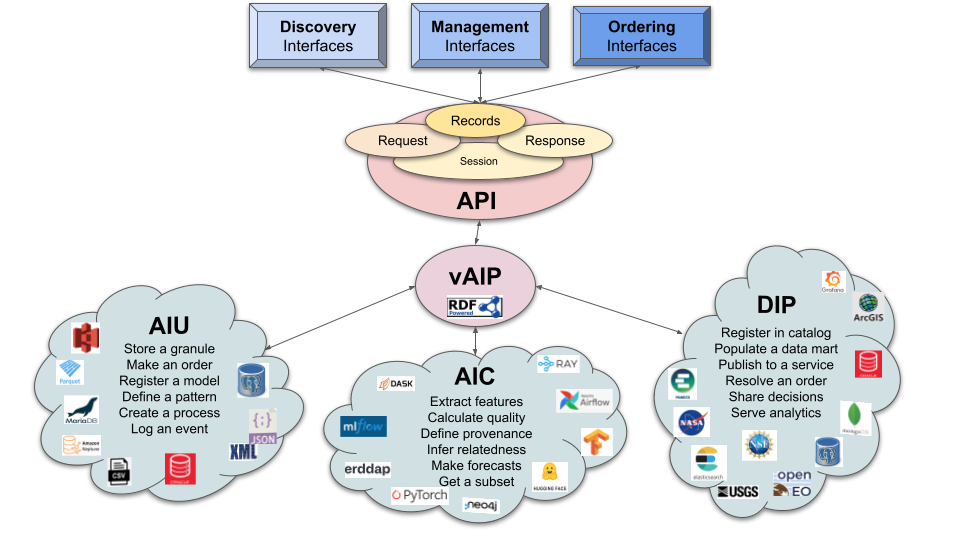 Discovery
Interfaces
Management
Interfaces
Ordering
Interfaces
Records
Request
Response
Session
API
vAIP
RDF
Powered
AIU
Store a granule
Make an order
Register a model
Define a pattern
Create a process
Log an event
Parquet
MariaDB
Amazon
Neptune
CSV
{:}
JSON
XML
AIC
Extract features
Calculate quality
Define provenance
Infer relatedness
Make forecasts
Get a subset
DASK
RAY
Airflow
mlflow
erddap
PyTorch
neo4j
HUGGING FACE
DIP
Register in catalog
Populate a data mart
Publish to a service
Resolve an order
Share decisions
Serve analytics
Grafana
ArcGIS
NASA
NSF
elasticsearch
USGS
open
EO